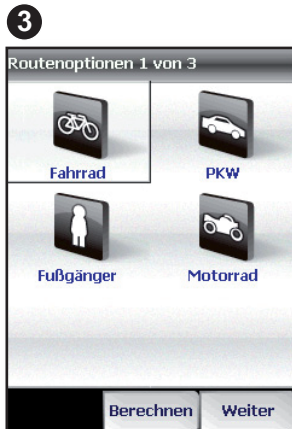 3
Routenoptionen 1 von 3
Fahrrad PKW
Fußgänger Motorrad
Berechnen Weiter